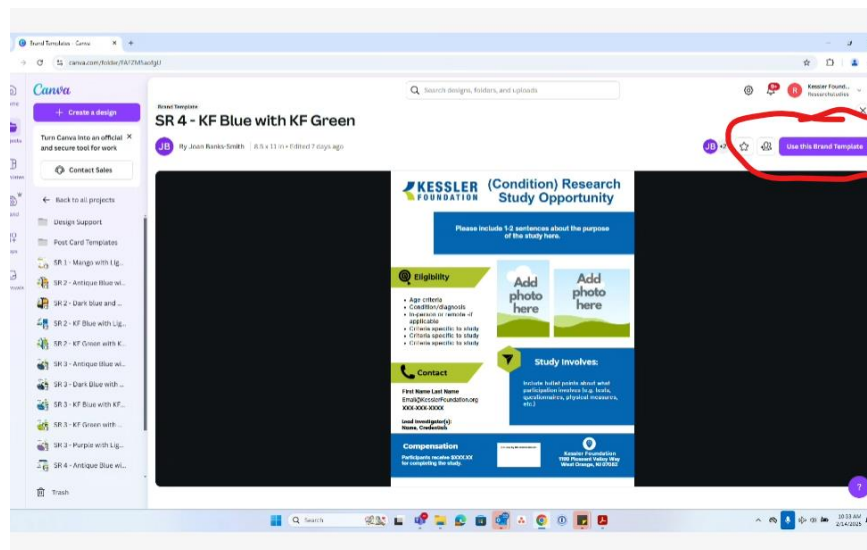 Brand Templates - Canva
Canva
Search designs, folders, and uploads
Kessler Found...
+ Create a design
Brand Template
SR 4 - KF Blue with KF Green
Turn Canva into an official
and secure tool for work
JB
By Joan Banks-Smith
8.5 x 11 in • Edited 7 days ago
JB
Use this Brand Template
Contact Sales
Back to all projects
Design Support
Post Card Templates
SR 1 - Mango with Lig...
SR 2 - Antique Blue wi...
SR 2 - Dark blue and ...
SR 2 - KF Blue with Lig...
SR 2 - KF Green with K...
SR 3 - Antique Blue wi...
SR 3 - Dark Blue with ...
SR 3 - KF Blue with KF...
SR 3 - KF Green with ...
SR 3 - Purple with Lig...
SR 4 - Antique Blue wi...
Trash
KESSLER
FOUNDATION
(Condition) Research
Study Opportunity
Please include 1-2 sentences about the purpose
of the study here.
Eligibility
• Age criteria
• Condition/diagnosis
• In-person or remote -if
applicable
• Criteria specific to study
• Criteria specific to study
• Criteria specific to study
Add
photo
here
Add
photo
here
Contact
First Name Last Name
Email@KesslerFoundation.org
XXX-XXX-XXXX
Lead Investigator(s):
Name, Credentials
Study Involves:
Include bullet points about what
participation involves (e.g. scans,
questionnaires, physical measures,
etc.)
Compensation
Participants receive $XXX.XX
for completing the study.
Kessler Foundation
1199 Pleasant Valley Way
West Orange, NJ 07052
?
Search
10:53 AM
2/14/2025